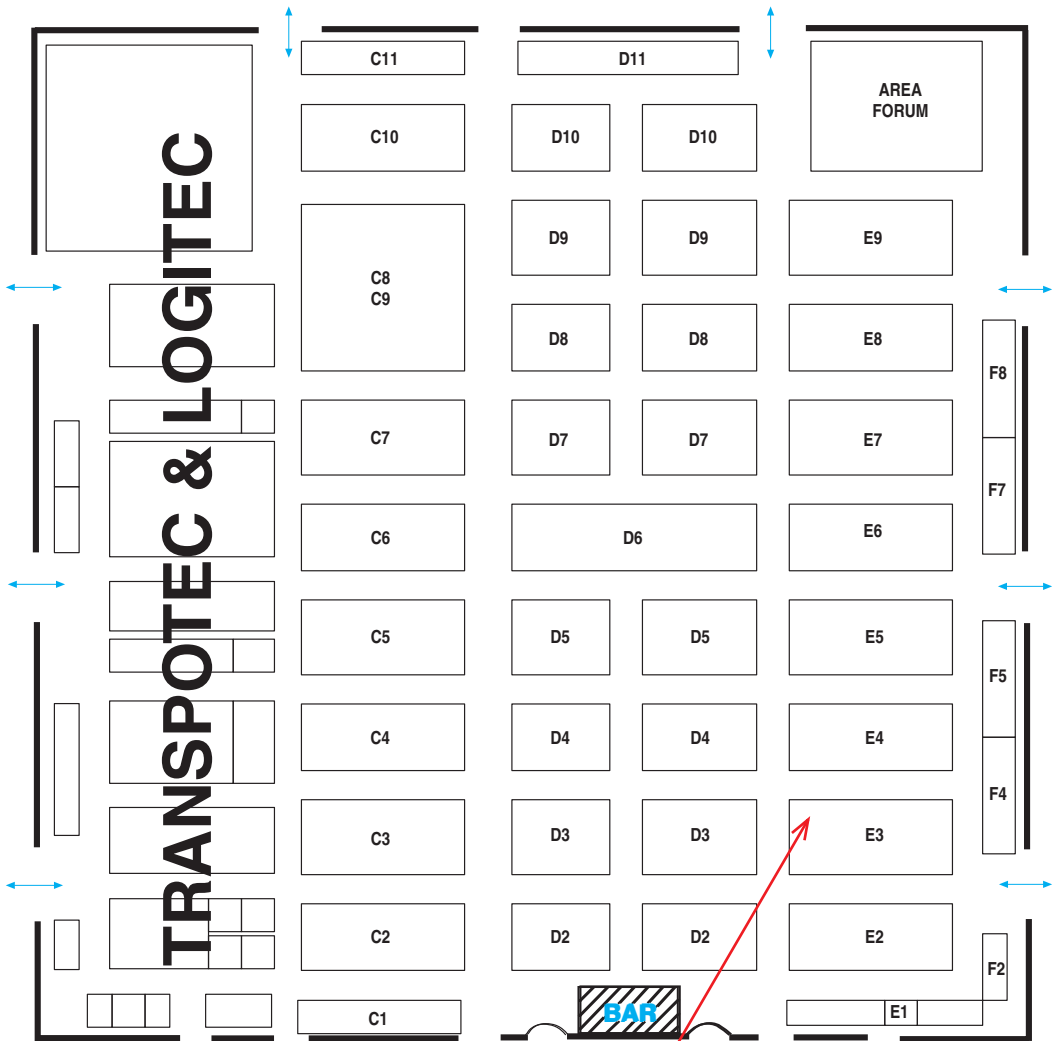 C11
D11
AREA
FORUM
C10
D10
D10
D9
D9
E9
C8
C9
D8
D8
E8
F8
C7
D7
D7
E7
F7
C6
D6
E6
C5
D5
D5
E5
F5
C4
D4
D4
E4
F4
C3
D3
D3
E3
C2
D2
D2
E2
F2
C1
BAR
E1
TRANSPOTEC & LOGITEC